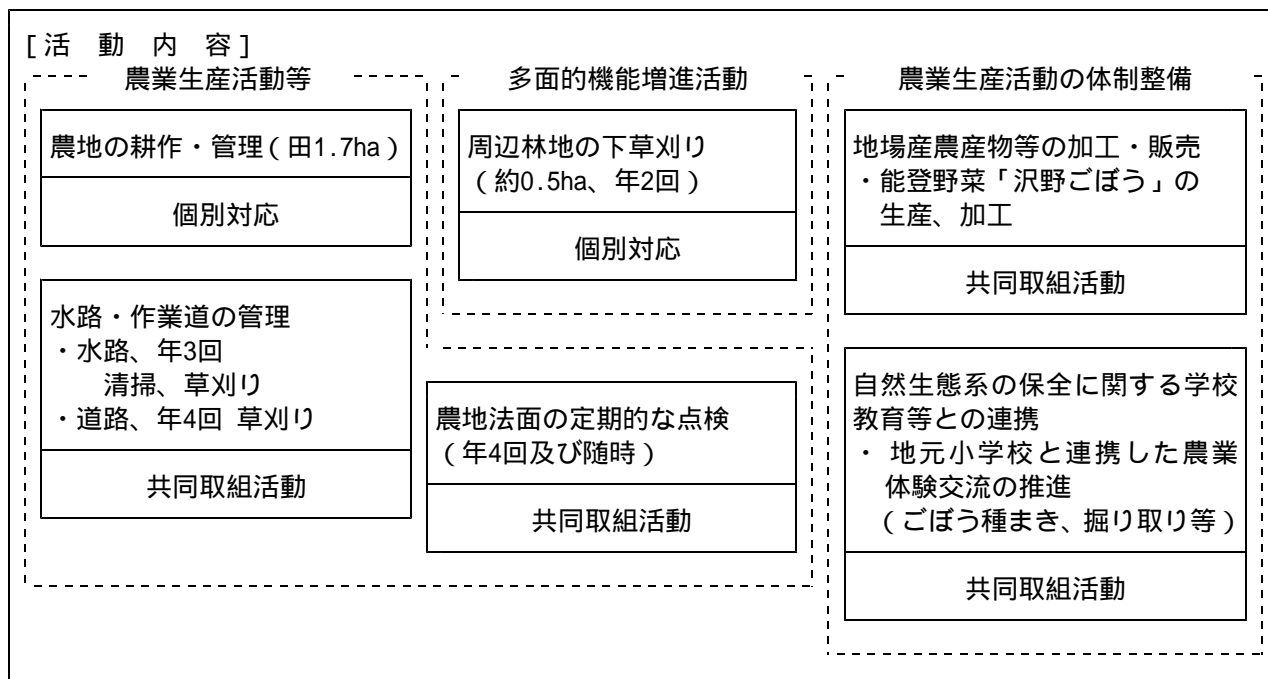 [活 動 内 容]
農業生産活動等
農地の耕作・管理(田1.7ha)
個別対応
水路・作業道の管理
・水路、年3回
清掃、草刈り
・道路、年4回 草刈り
共同取組活動
農地法面の定期的な点検
(年4回及び随時)
共同取組活動
多面的機能増進活動
周辺林地の下草刈り
(約0.5ha、年2回)
個別対応
農業生産活動の体制整備
地場産農産物等の加工・販売
・能登野菜「沢野ごぼう」の
生産、加工
共同取組活動
自然生態系の保全に関する学校
教育等との連携
・ 地元小学校と連携した農業
体験交流の推進
(ごぼう種まき、掘り取り等)
共同取組活動